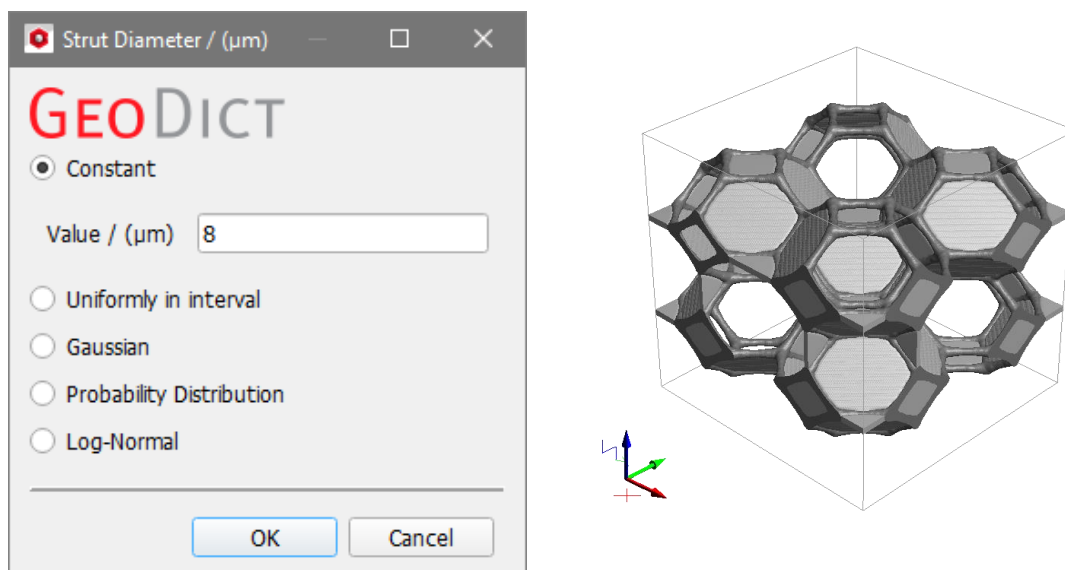 Strut Diameter / (µm)
GEODICT
Constant
Value / (µm) 8
Uniformly in interval
Gaussian
Probability Distribution
Log-Normal
OK Cancel